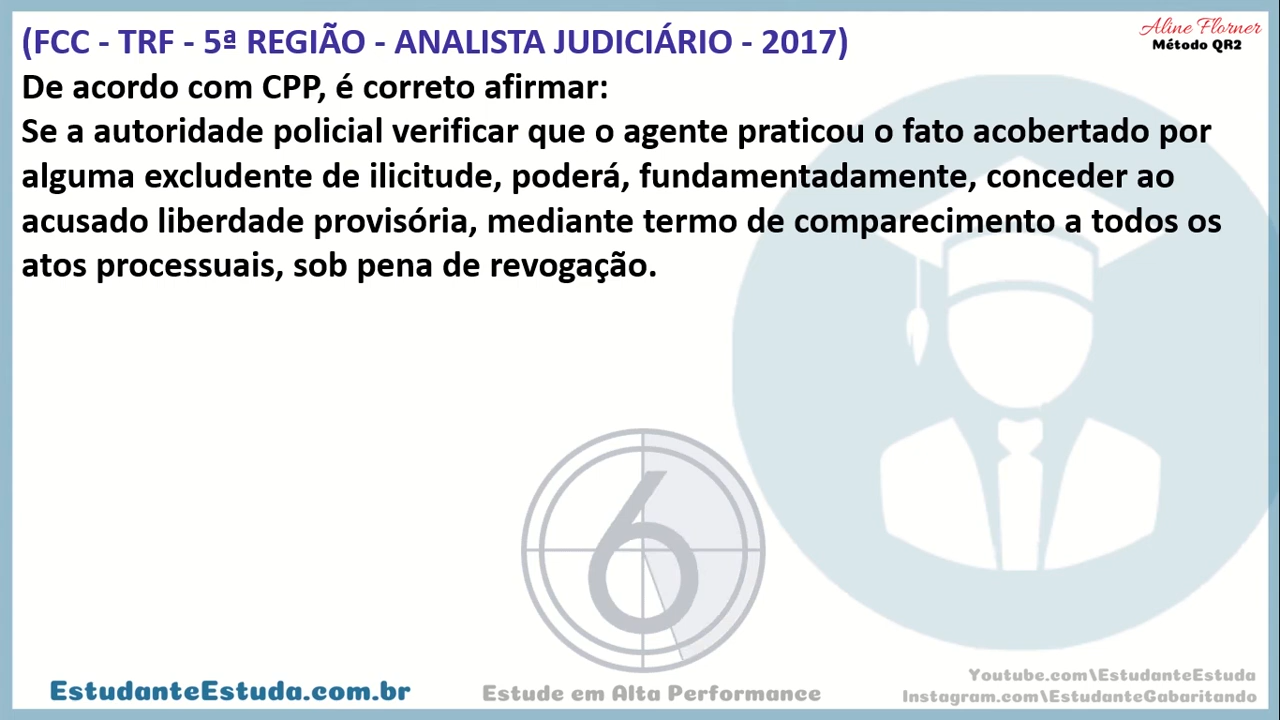 (FCC - TRF - 5ª REGIÃO - ANALISTA JUDICIÁRIO - 2017)
Aline Florner
Método QR2
De acordo com CPP, é correto afirmar:
Se a autoridade policial verificar que o agente praticou o fato acobertado por
alguma excludente de ilicitude, poderá, fundamentadamente, conceder ao
acusado liberdade provisória, mediante termo de comparecimento a todos os
atos processuais, sob pena de revogação.
6
EstudanteEstuda.com.br
Estude em Alta Performance
Youtube.com\EstudanteEstuda
Instagram.com\EstudanteGabaritando